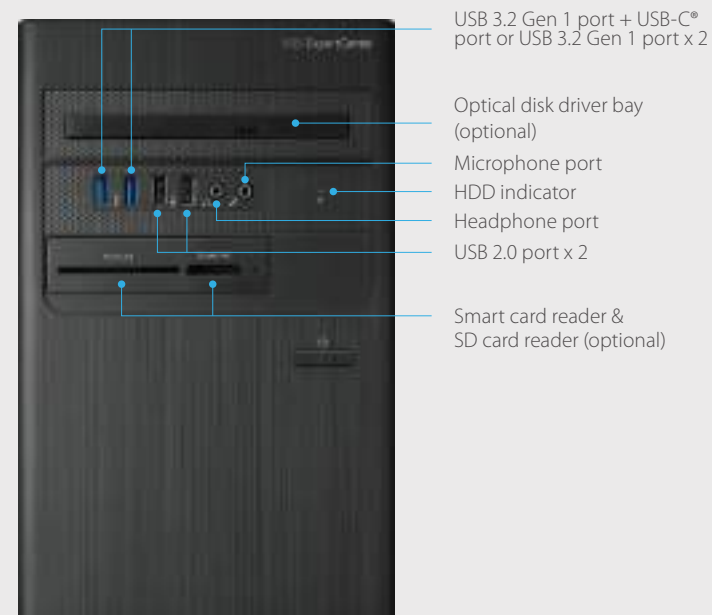 ExpertCenter
USB 3.2 Gen 1 port + USB-C®
port or USB 3.2 Gen 1 port x 2
Optical disk driver bay
(optional)
Microphone port
HDD indicator
Headphone port
USB 2.0 port x 2
Smart card reader &
SD card reader (optional)